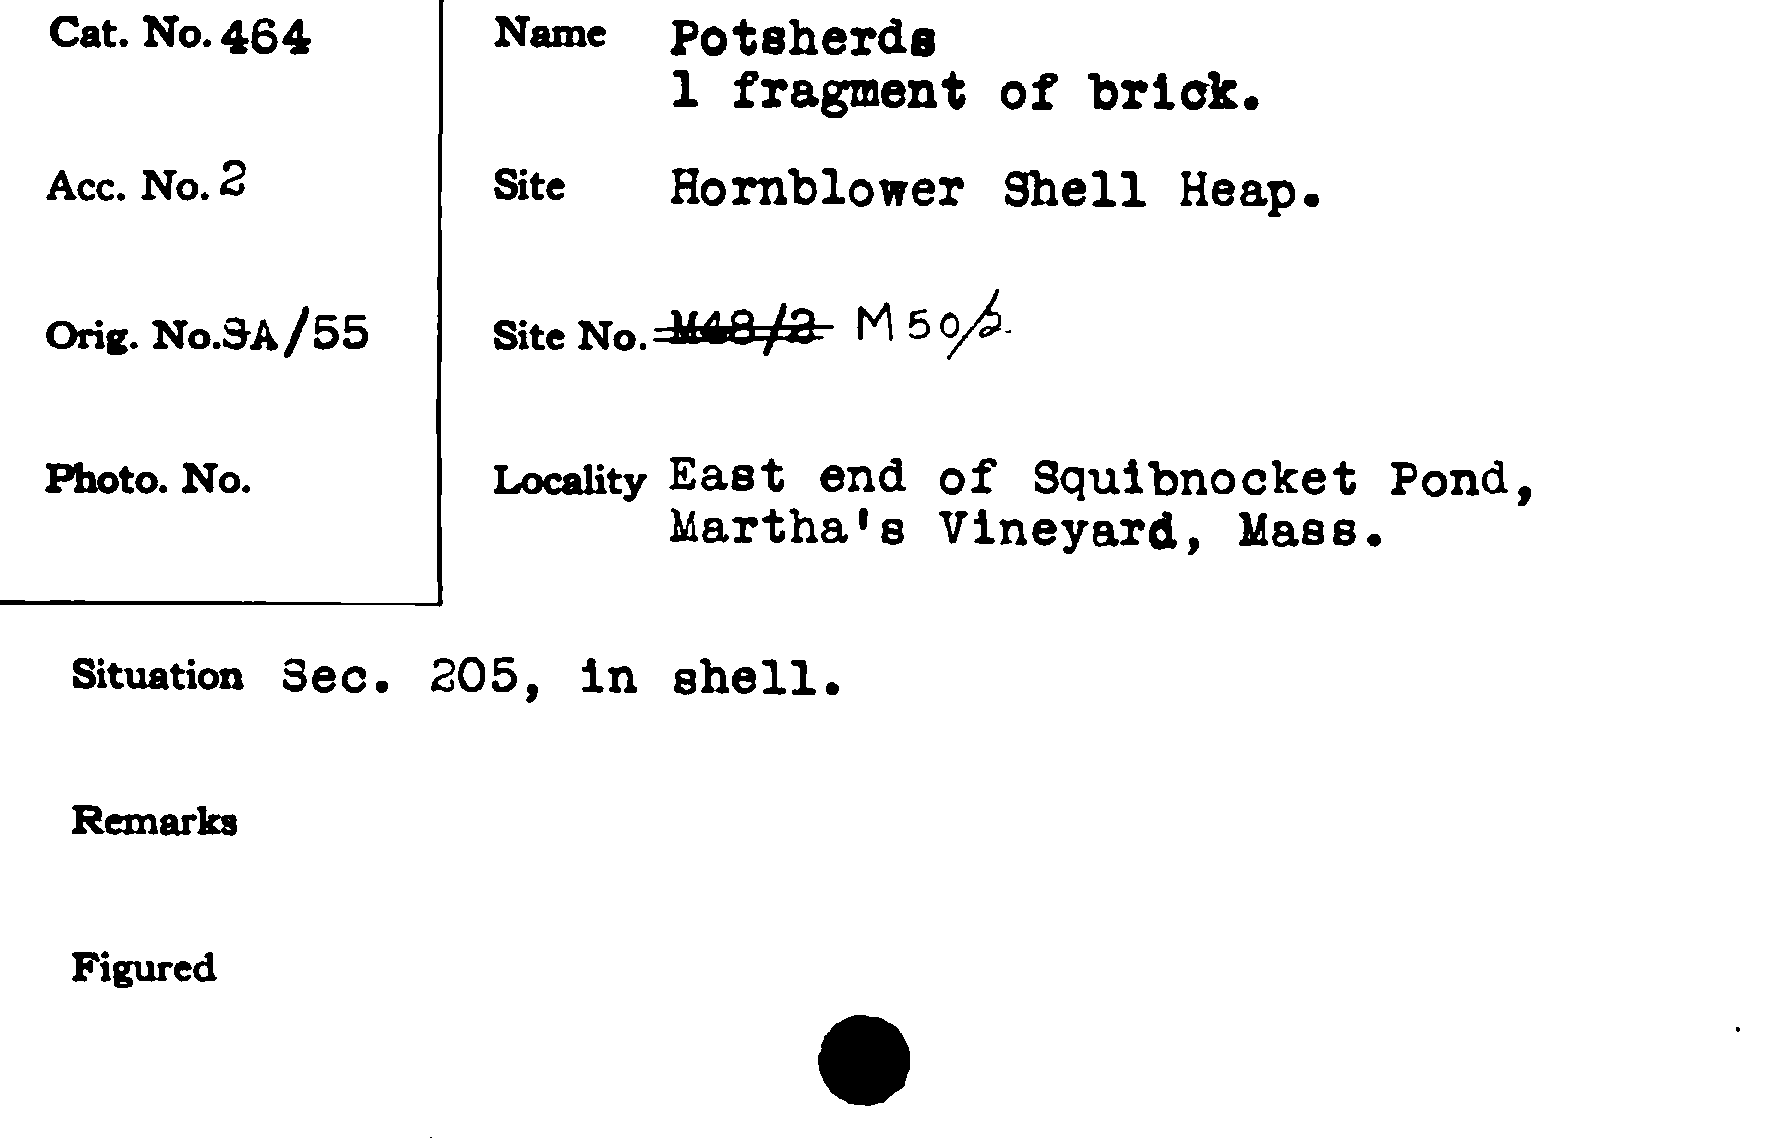 Cat. No. 464
Name Potsherds
1 fragment of brick.
Acc. No. 2
Site Hornblower Shell Heap.
Orig. No. SA/55
Site No. M48/2 M50/2.
Photo. No.
Locality East end of Squibnocket Pond,
Martha's Vineyard, Mass.
Situation Sec. 205, in shell.
Remarks
Figured